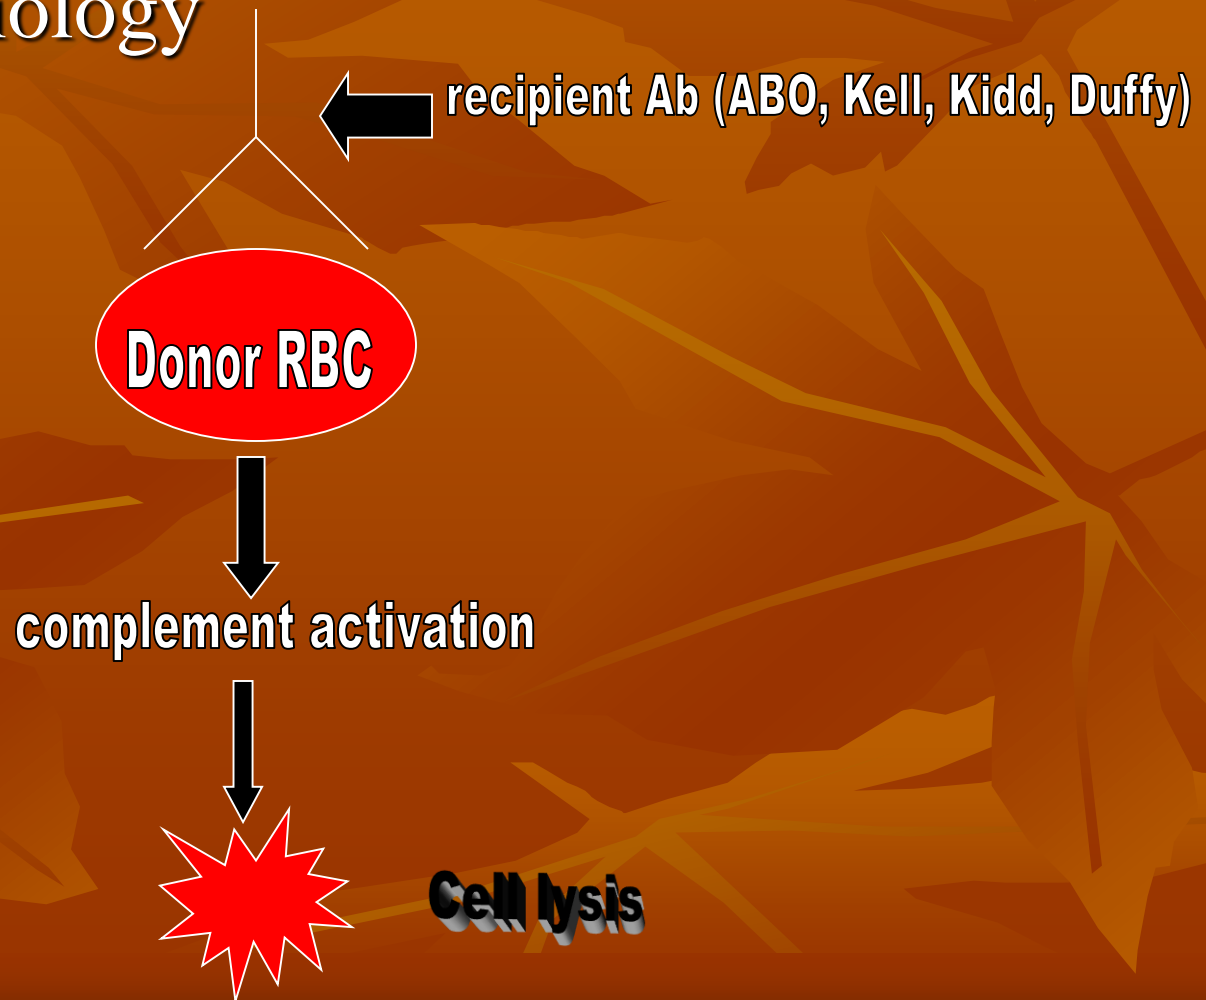 recipient Ab (ABO, Kell, Kidd, Duffy)
Donor RBC
complement activation
Cell lysis